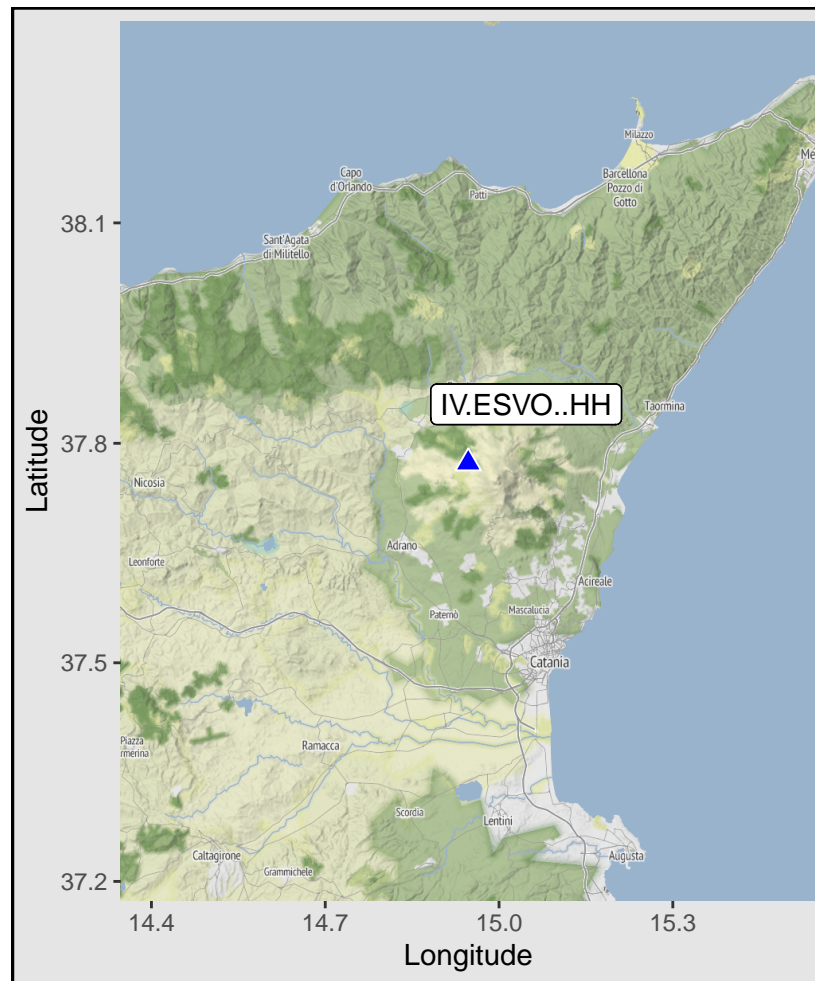 Milazzo
Capo
d'Orlando
Barcellona
Pozzo di
Gotto
Patti
38.1
Sant'Agata
di Militello
IV.ESVO..HH
Taormina
37.8
Latitude
Nicosia
Adrano
Leonforte
Acireale
Paternò
Mascalucia
37.5
Catania
Piazza
Ramacca
Scordia
Lentini
Caltagirone
Augusta
Grammichele
37.2
14.4
14.7
15.0
15.3
Longitude